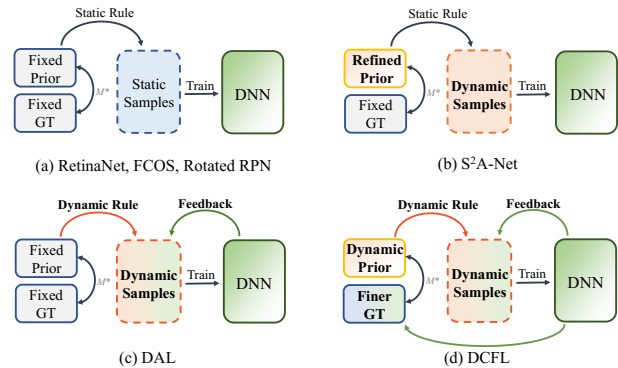 Static Rule
Fixed
Prior
Fixed
GT
M*
Static
Samples
Train
DNN
(a) RetinaNet, FCOS, Rotated RPN
Static Rule
Refined
Prior
Fixed
GT
M*
Dynamic
Samples
Train
DNN
(b) S²A-Net
Dynamic Rule
Feedback
Fixed
Prior
Fixed
GT
M*
Dynamic
Samples
Train
DNN
(c) DAL
Dynamic Rule
Feedback
Dynamic
Prior
Finer
GT
M*
Dynamic
Samples
Train
DNN
(d) DCFL